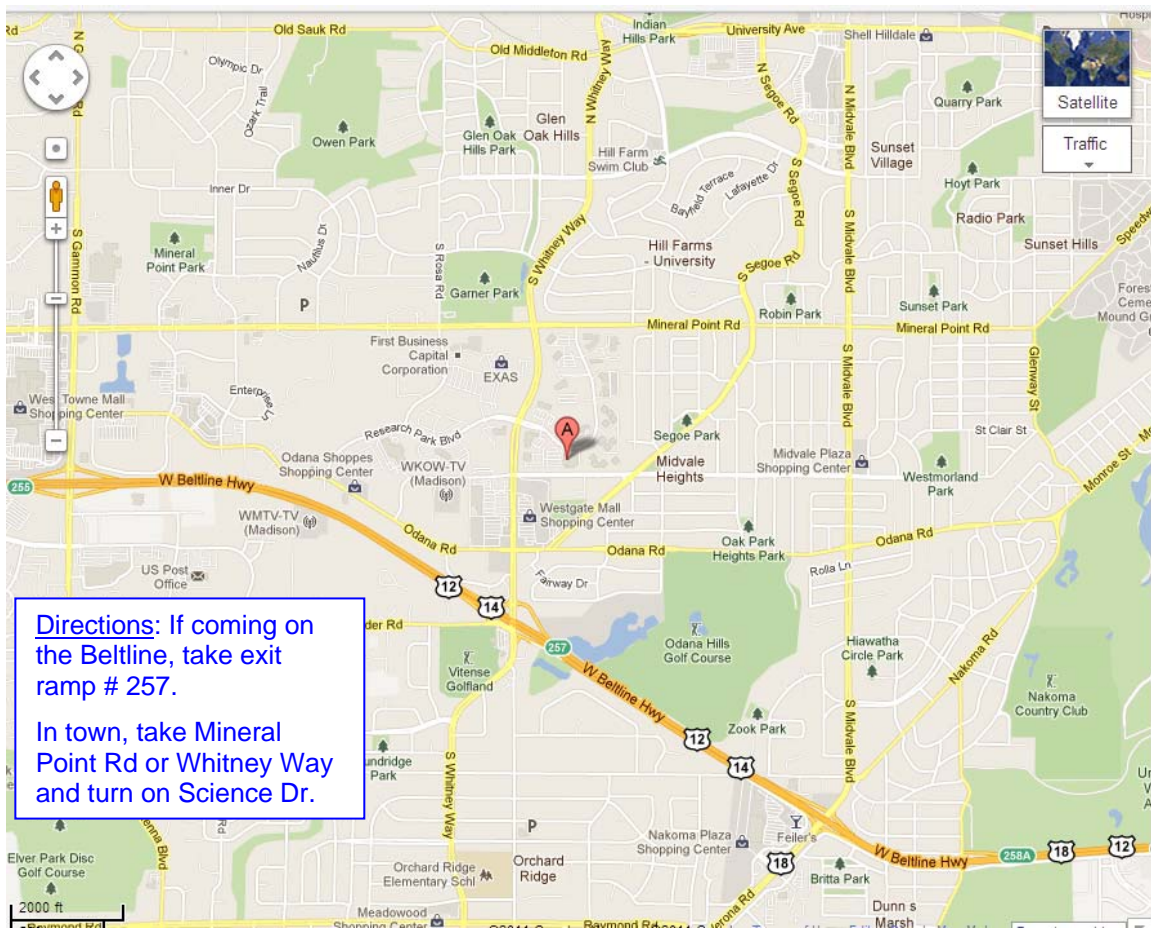 Old Sauk Rd
Old Middleton Rd
Indian
Hills Park
University Ave
Shell Hilldale
Olympic Dr
Ozark Trail
N Whitney Way
N Segoe Rd
N Midvale Blvd
Quarry Park
Satellite
Owen Park
Glen Oak
Hills Park
Glen
Oak Hills
Hill Farm
Swim Club
Sunset
Village
Traffic
Inner Dr
Bayfield Terrace
Lafayette Dr
S Segoe Rd
Hoyt Park
Radio Park
S Gammon Rd
Mineral
Point Park
Nautilus Dr
S Rosa Rd
S Whitney Way
Hill Farms
- University
Sunset Hills
S Midvale Blvd
S Segoe Rd
Garner Park
P
Robin Park
Sunset Park
Mineral Point Rd
Mineral Point Rd
First Business
Capital
Corporation
EXAS
Glenway St
West Towne Mall
Shopping Center
Enterprise Ln
Research Park Blvd
A
Segoe Park
S Midvale Blvd
St Clair St
Odana Shoppes
Shopping Center
WKOW-TV
(Madison)
Midvale
Heights
Midvale Plaza
Shopping Center
Westmorland
Park
Monroe St
255
W Beltline Hwy
WMTV-TV
(Madison)
Westgate Mall
Shopping Center
Odana Rd
Odana Rd
Oak Park
Heights Park
Odana Rd
Rolla Ln
US Post
Office
Fairway Dr
12
14
Directions: If coming on
the Beltline, take exit
ramp # 257.
In town, take Mineral
Point Rd or Whitney Way
and turn on Science Dr.
257
Vitense
Golfland
Odana Hills
Golf Course
Hiawatha
Circle Park
Nakoma Rd
Nakoma
Country Club
W Beltline Hwy
Zook Park
S Midvale Blvd
12
14
Park
S Whitney Way
P
Nakoma Plaza
Shopping Center
Feiler's
18
W Beltline Hwy
258A
18
12
Elver Park Disc
Golf Course
Orchard Ridge
Elementary Schl
Orchard
Ridge
Britta Park
2000 ft
Meadowood
Shopping Center
Raymond Rd
Raymond Rd
Dunn s
Marsh